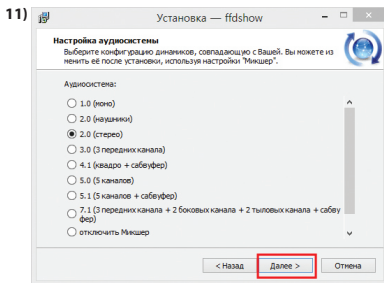 11)
Установка — ffdshow
Настройка аудиосистемы
Выберите конфигурацию динамиков, совпадающую с Вашей. Вы можете из
менить её после установки, используя настройки "Микшер".
Аудиосистема:
1.0 (моно)
2.0 (наушники)
2.0 (стерео)
3.0 (3 передних канала)
4.1 (квадро + сабвуфер)
5.0 (5 каналов)
5.1 (5 каналов + сабвуфер)
7.1 (3 передних канала + 2 боковых канала + 2 тыловых канала + сабву
фер)
отключить Микшер
< Назад Далее > Отмена